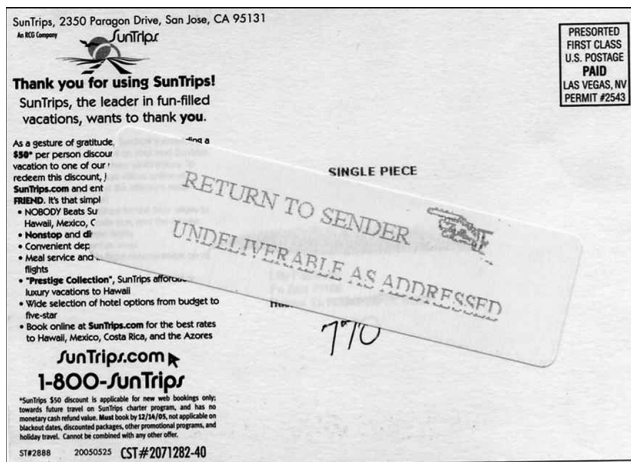 SunTrips, 2350 Paragon Drive, San Jose, CA 95131
An RCG Company
SunTrips
Thank you for using SunTrips!
SunTrips, the leader in fun-filled
vacations, wants to thank you.
As a gesture of gratitude, a
$50* per person discou
vacation to one of our
redeem this discount,
SunTrips.com and ent
FRIEND. It's that simpl
• NOBODY Beats Su
Hawaii, Mexico, C
• Nonstop and di
• Convenient dep
• Meal service and
flights
• "Prestige Collection", SunTrips afforda
luxury vacations to Hawaii
• Wide selection of hotel options from budget to
five-star
• Book online at SunTrips.com for the best rates
to Hawaii, Mexico, Costa Rica, and the Azores
SunTrips.com
1-800-SunTrips
*SunTrips $50 discount is applicable for new web bookings only;
towards future travel on SunTrips charter program, and has no
monetary cash refund value. Must book by 12/14/05, not applicable on
blackout dates, discounted packages, other promotional programs, and
holiday travel. Cannot be combined with any other offer.
ST#2888 20050525 CST#2071282-40
PRESORTED
FIRST CLASS
U.S. POSTAGE
PAID
LAS VEGAS, NV
PERMIT #2543
SINGLE PIECE
RETURN TO SENDER
UNDELIVERABLE AS ADDRESSED
770